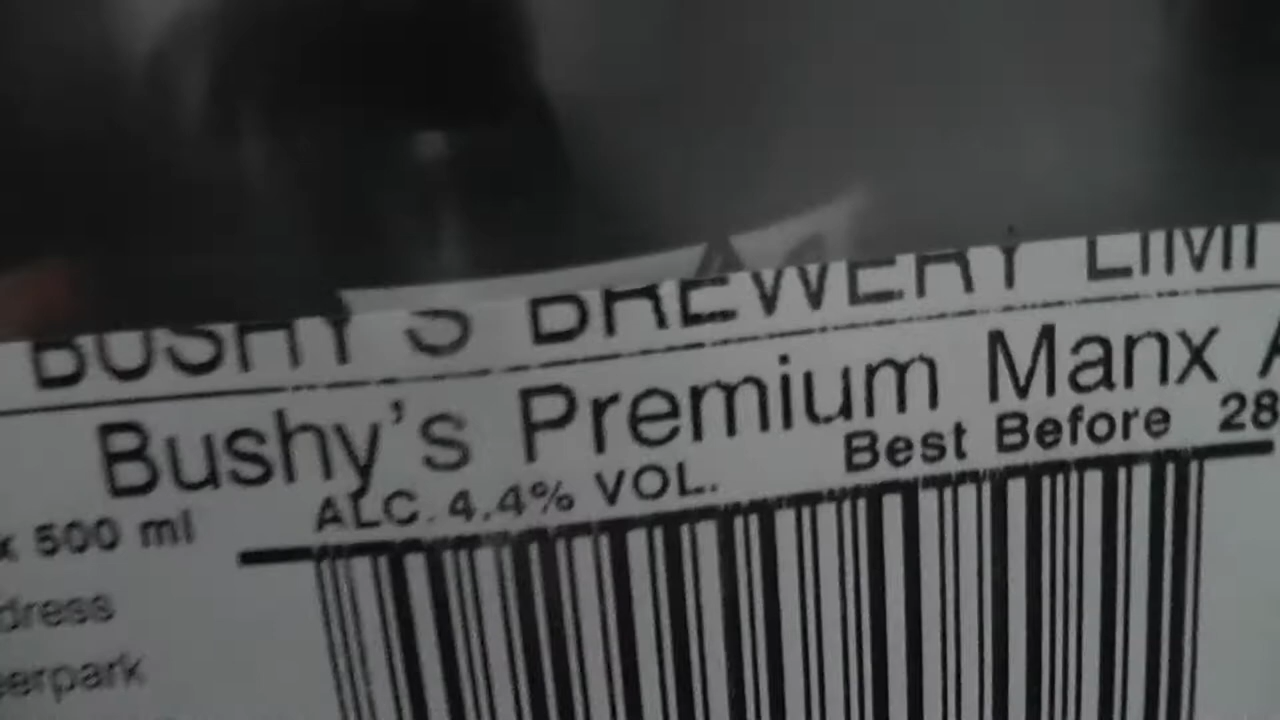 BUSHY'S BREWERY LIMI
Bushy's Premium Manx A
ALC. 4.4% VOL.
Best Before 28
x 500 ml
dress
erpark